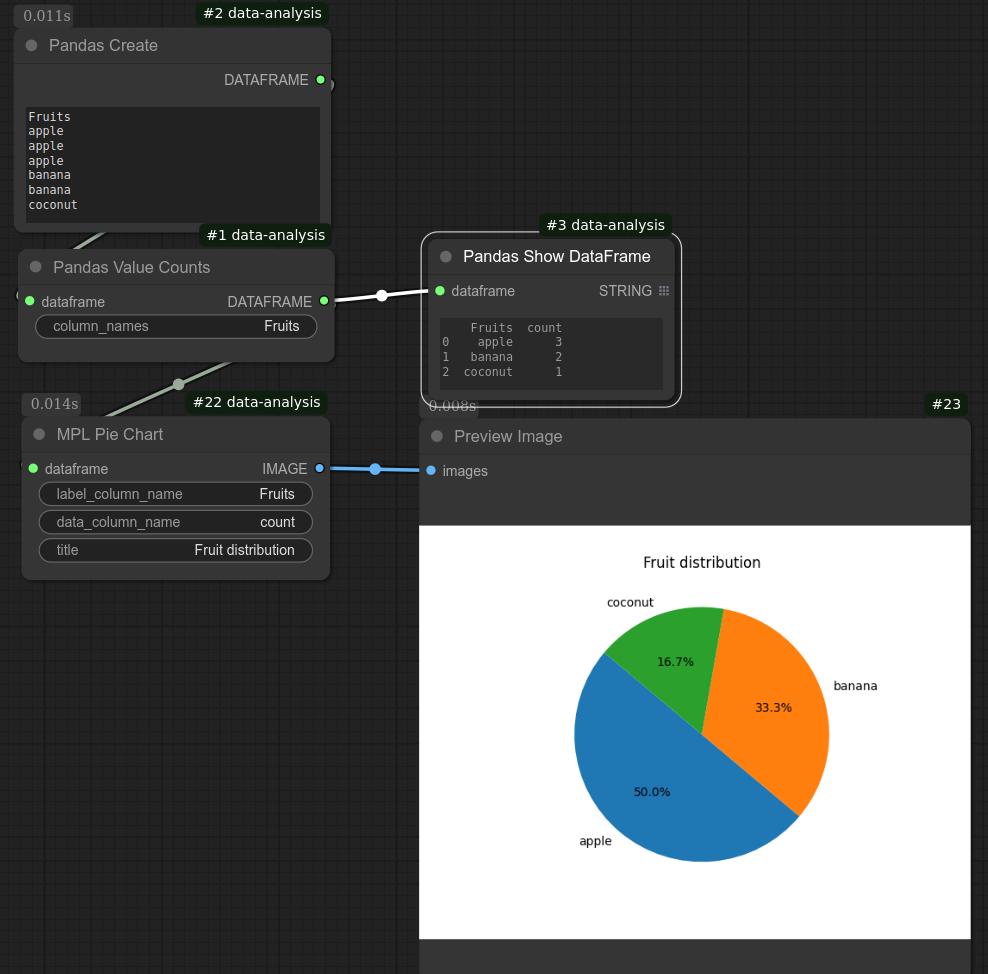 0.011s
#2 data-analysis
Pandas Create
DATAFRAME
Fruits
apple
apple
apple
banana
banana
coconut
#1 data-analysis
Pandas Value Counts
dataframe DATAFRAME
column_names Fruits
#3 data-analysis
Pandas Show DataFrame
dataframe STRING
Fruits count
0 apple 3
1 banana 2
2 coconut 1
0.014s
#22 data-analysis
MPL Pie Chart
dataframe IMAGE
label_column_name Fruits
data_column_name count
title Fruit distribution
0.008s
#23
Preview Image
images
Fruit distribution
coconut
16.7%
banana
33.3%
50.0%
apple